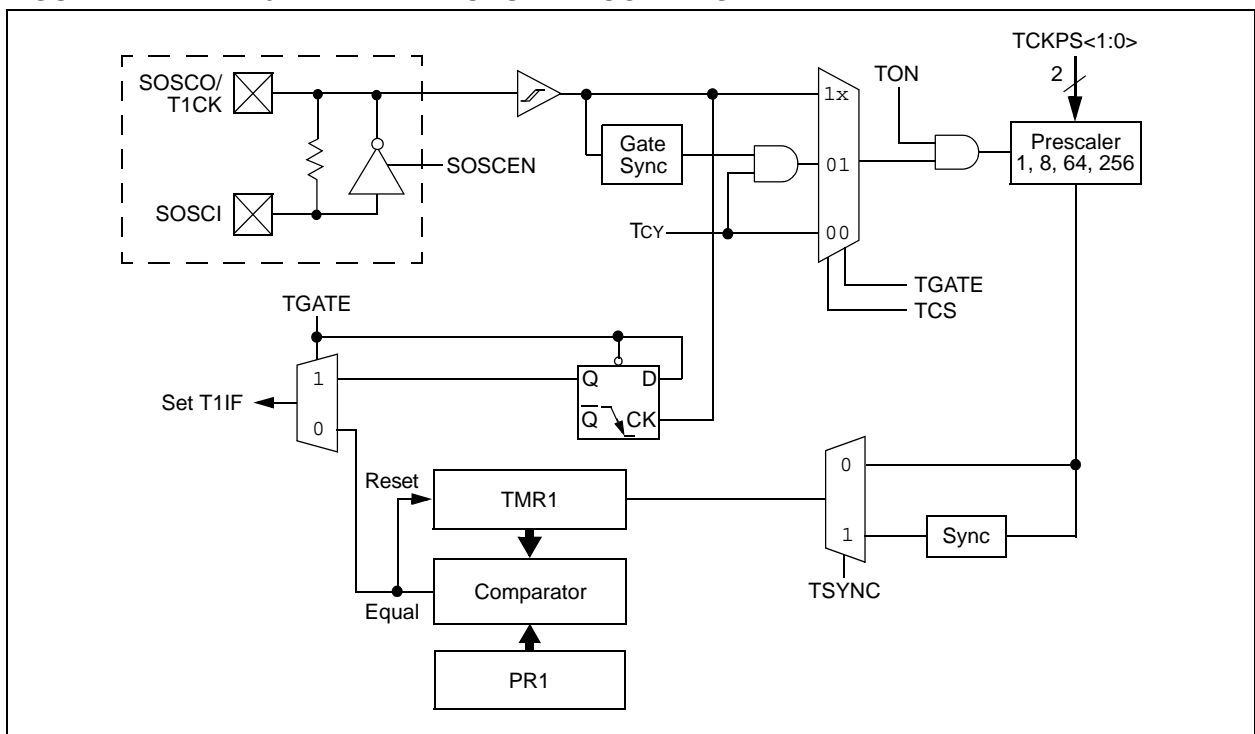 SOSCO/
T1CK
SOSCI
SOSCEN
Gate
Sync
TCY
1x
01
00
TON
TCKPS<1:0>
2
Prescaler
1, 8, 64, 256
TGATE
TCS
TGATE
1
0
Set T1IF
Q
D
Q
CK
Reset
TMR1
Equal
Comparator
PR1
0
1
Sync
TSYNC